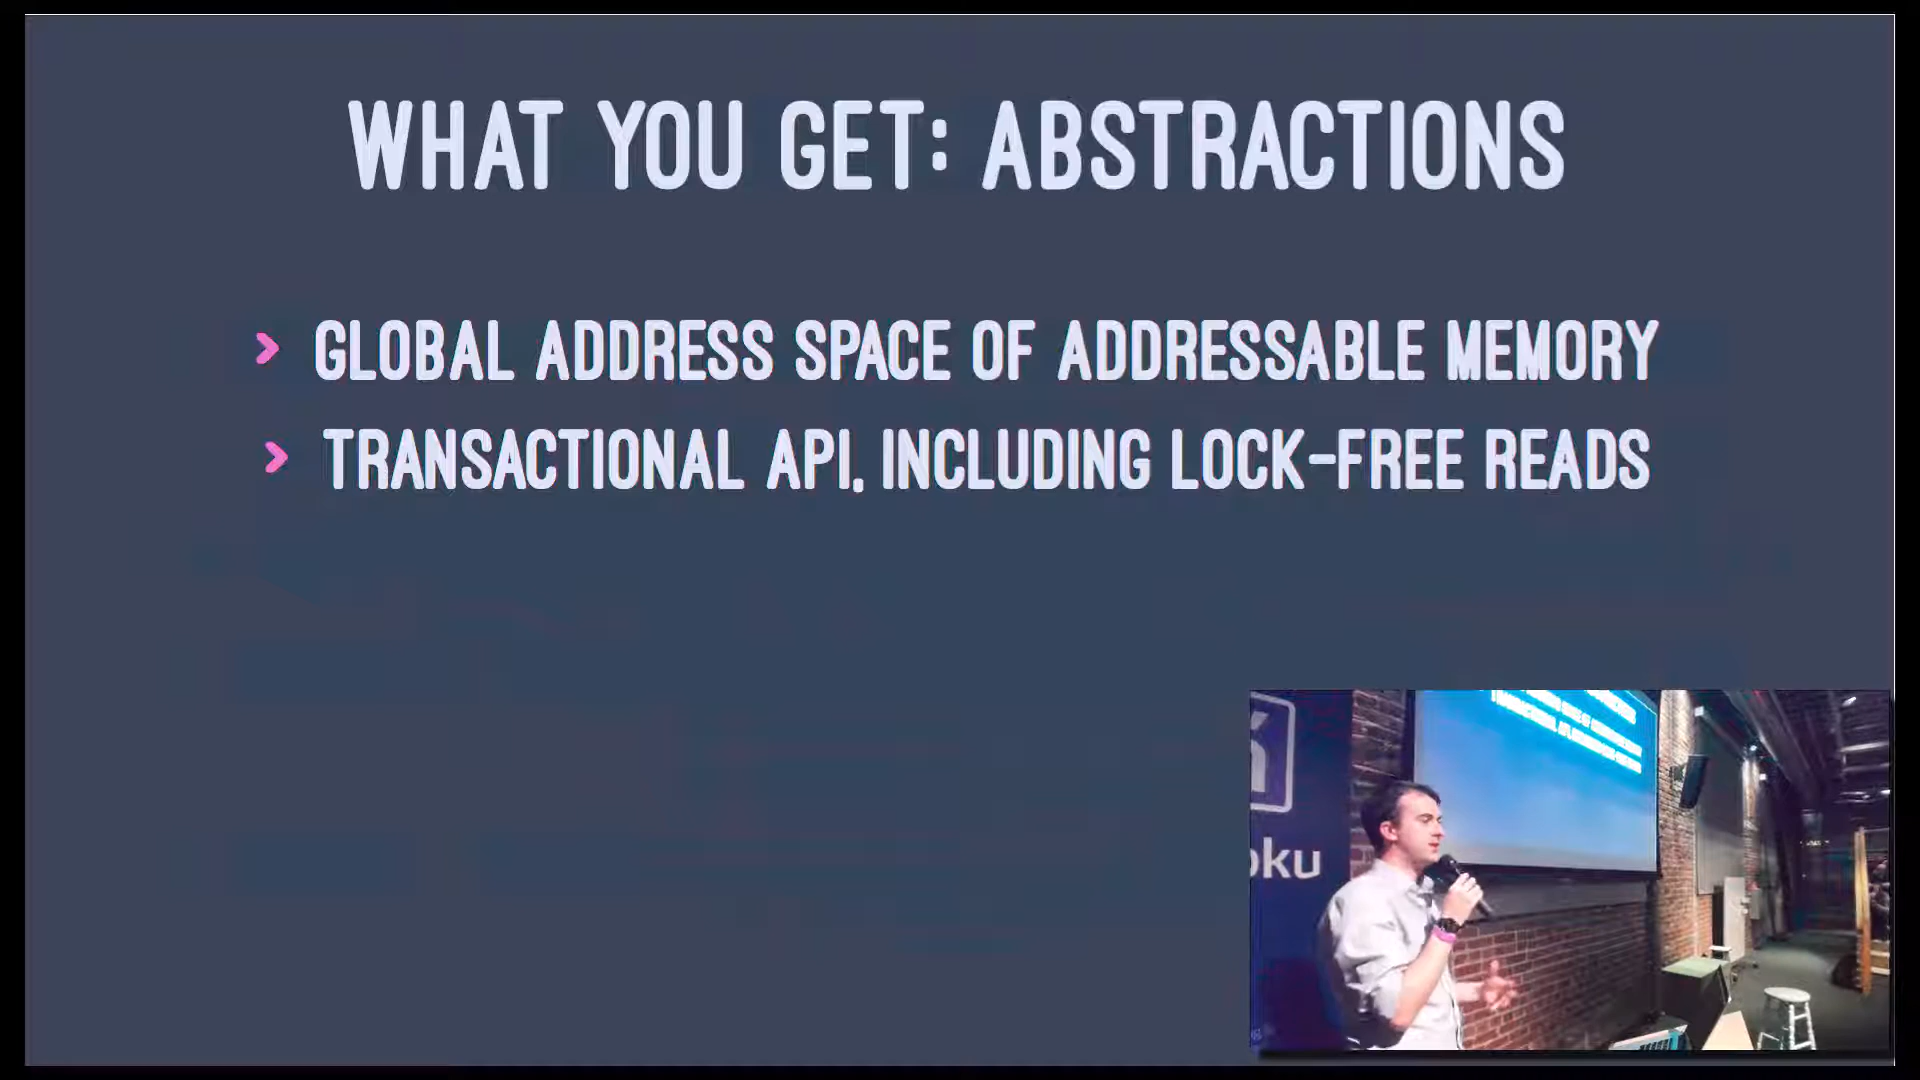 WHAT YOU GET: ABSTRACTIONS
> GLOBAL ADDRESS SPACE OF ADDRESSABLE MEMORY
> TRANSACTIONAL API, INCLUDING LOCK-FREE READS
oku